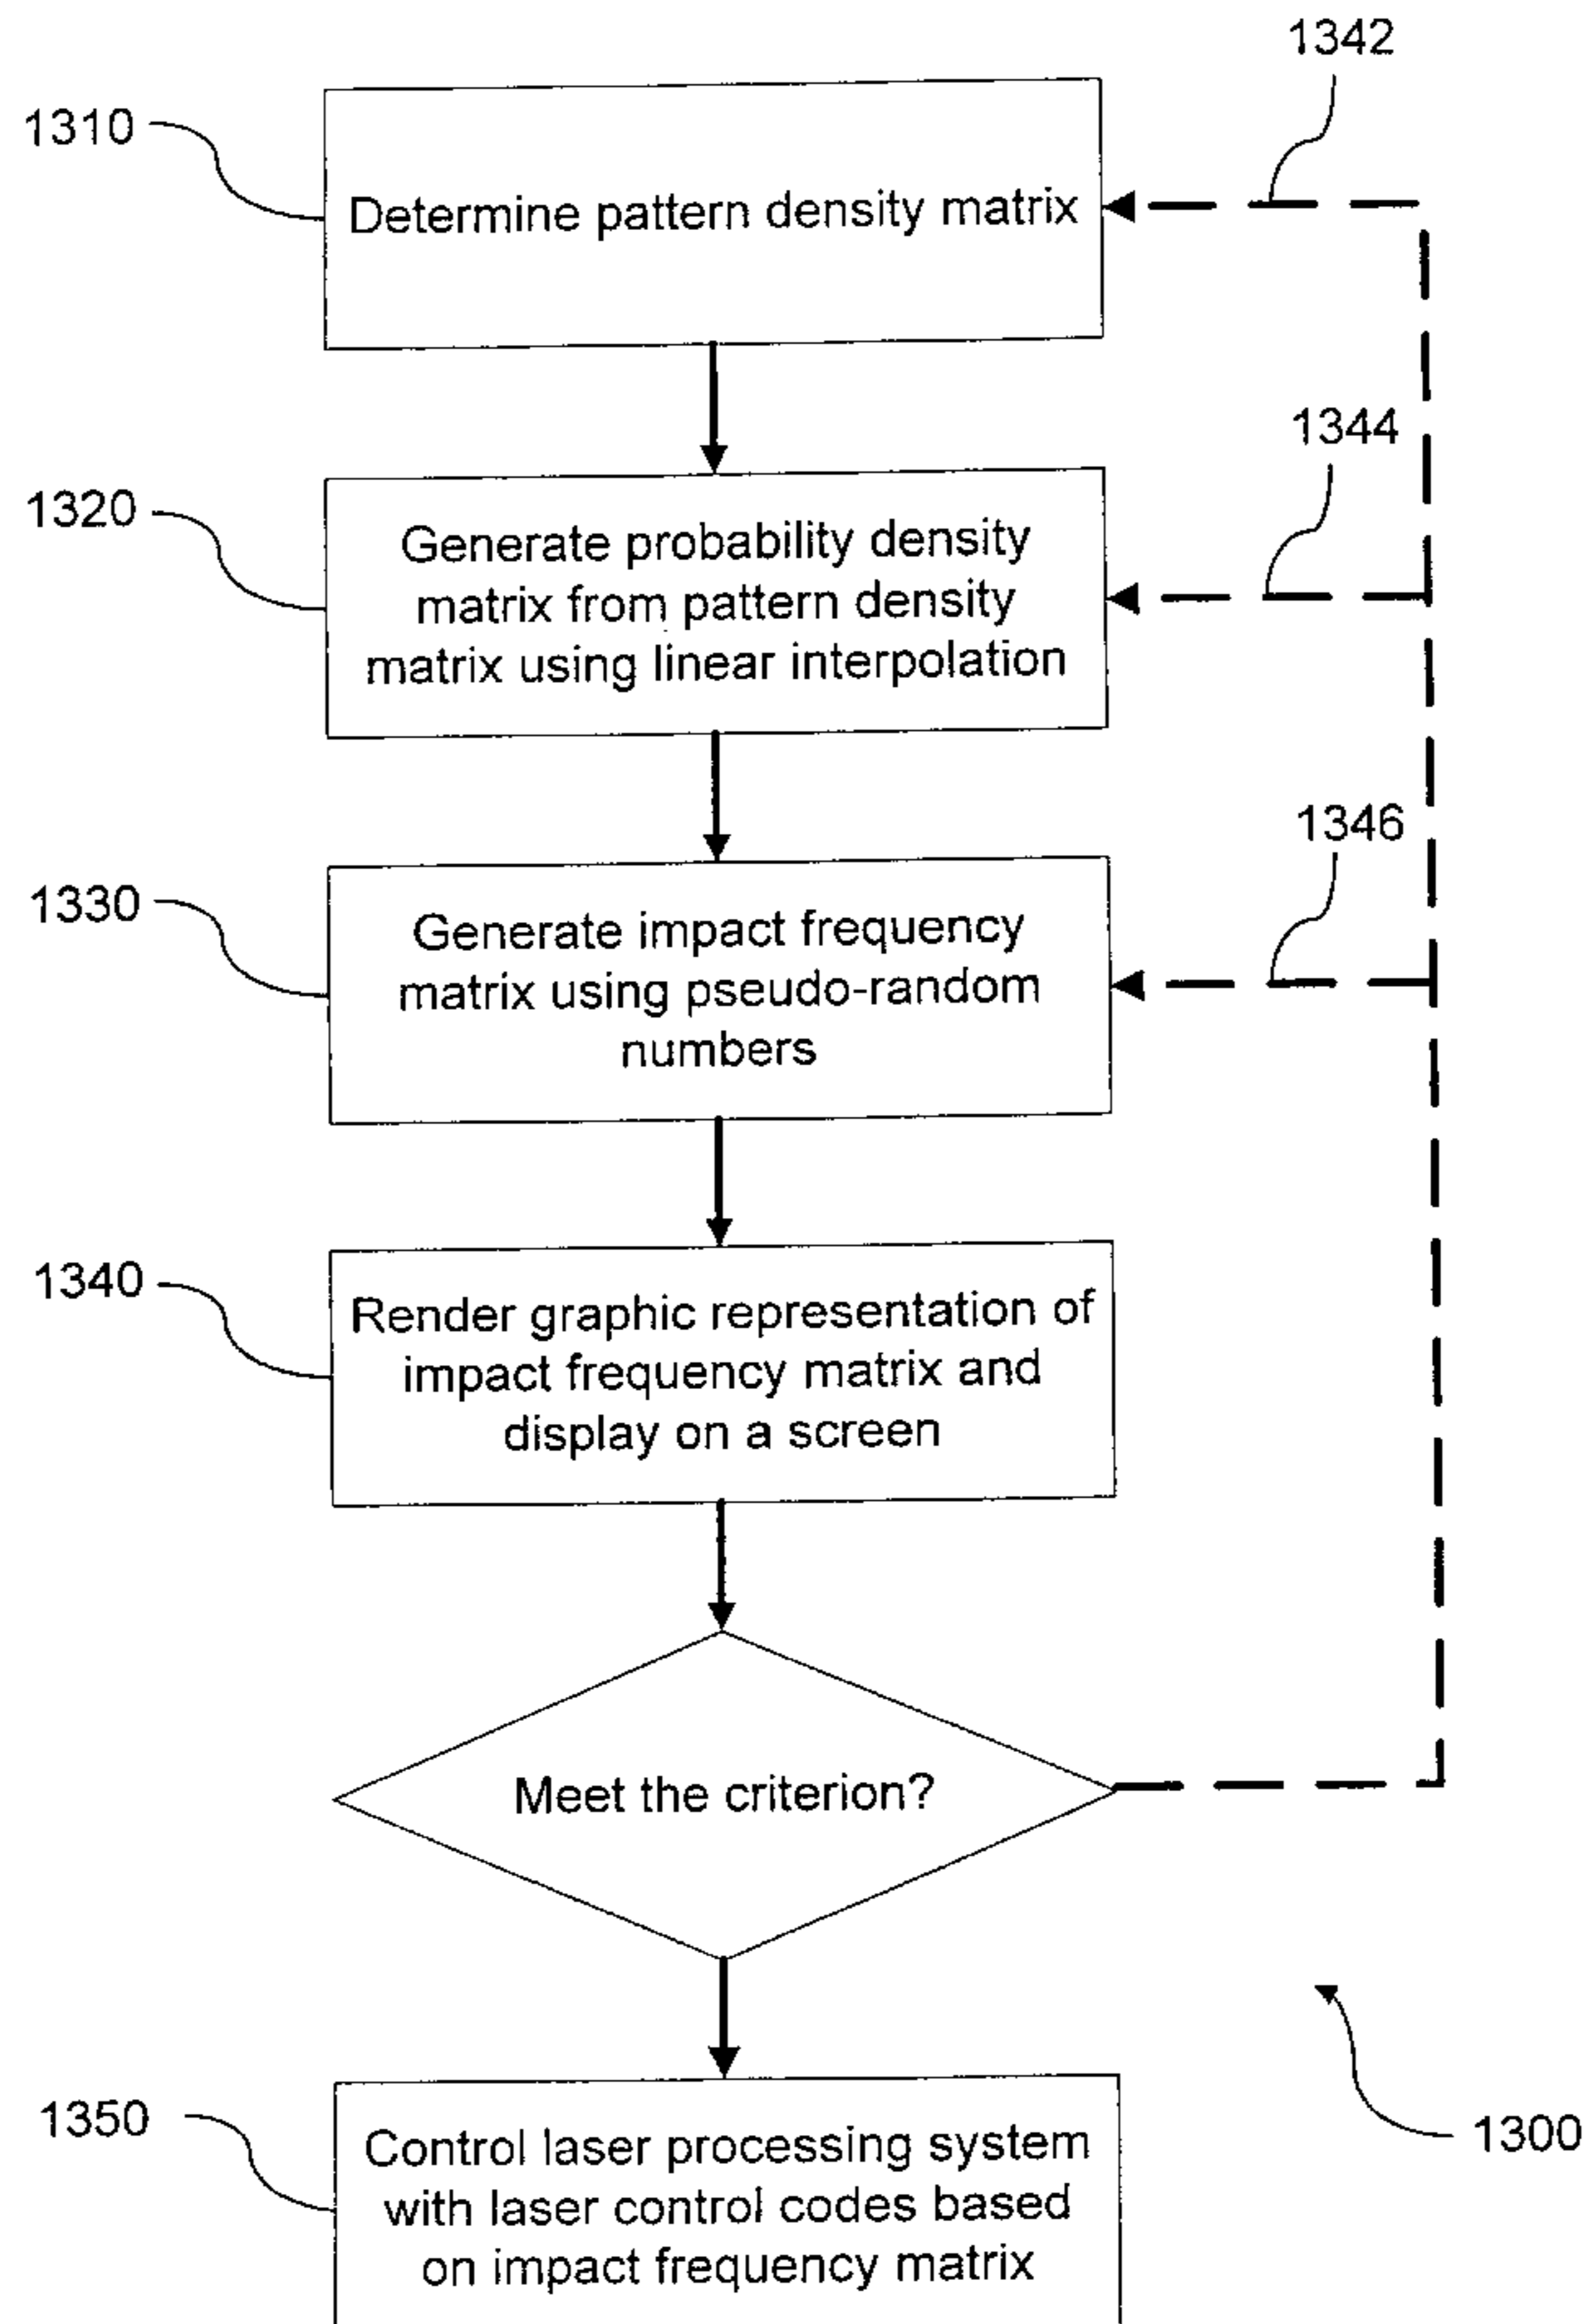 1342
1310
Determine pattern density matrix
1344
1320
Generate probability density
matrix from pattern density
matrix using linear interpolation
1346
1330
Generate impact frequency
matrix using pseudo-random
numbers
1340
Render graphic representation of
impact frequency matrix and
display on a screen
Meet the criterion?
1300
1350
Control laser processing system
with laser control codes based
on impact frequency matrix